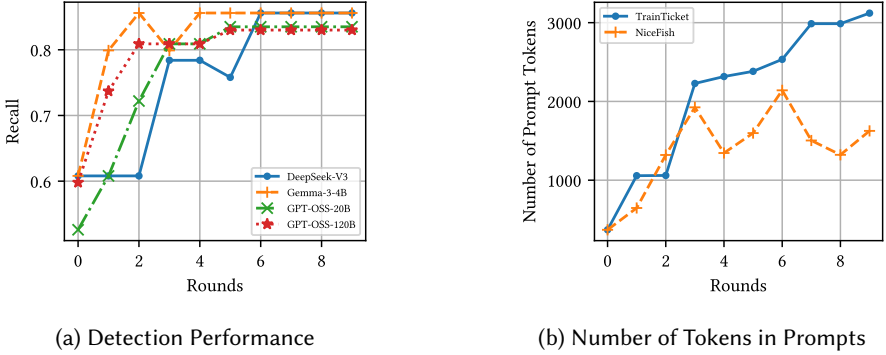 0.8
0.7
0.6
Recall
DeepSeek-V3
Gemma-3-4B
GPT-OSS-20B
GPT-OSS-120B
0 2 4 6 8
Rounds
(a) Detection Performance
3000
2000
1000
Number of Prompt Tokens
TrainTicket
NiceFish
0 2 4 6 8
Rounds
(b) Number of Tokens in Prompts